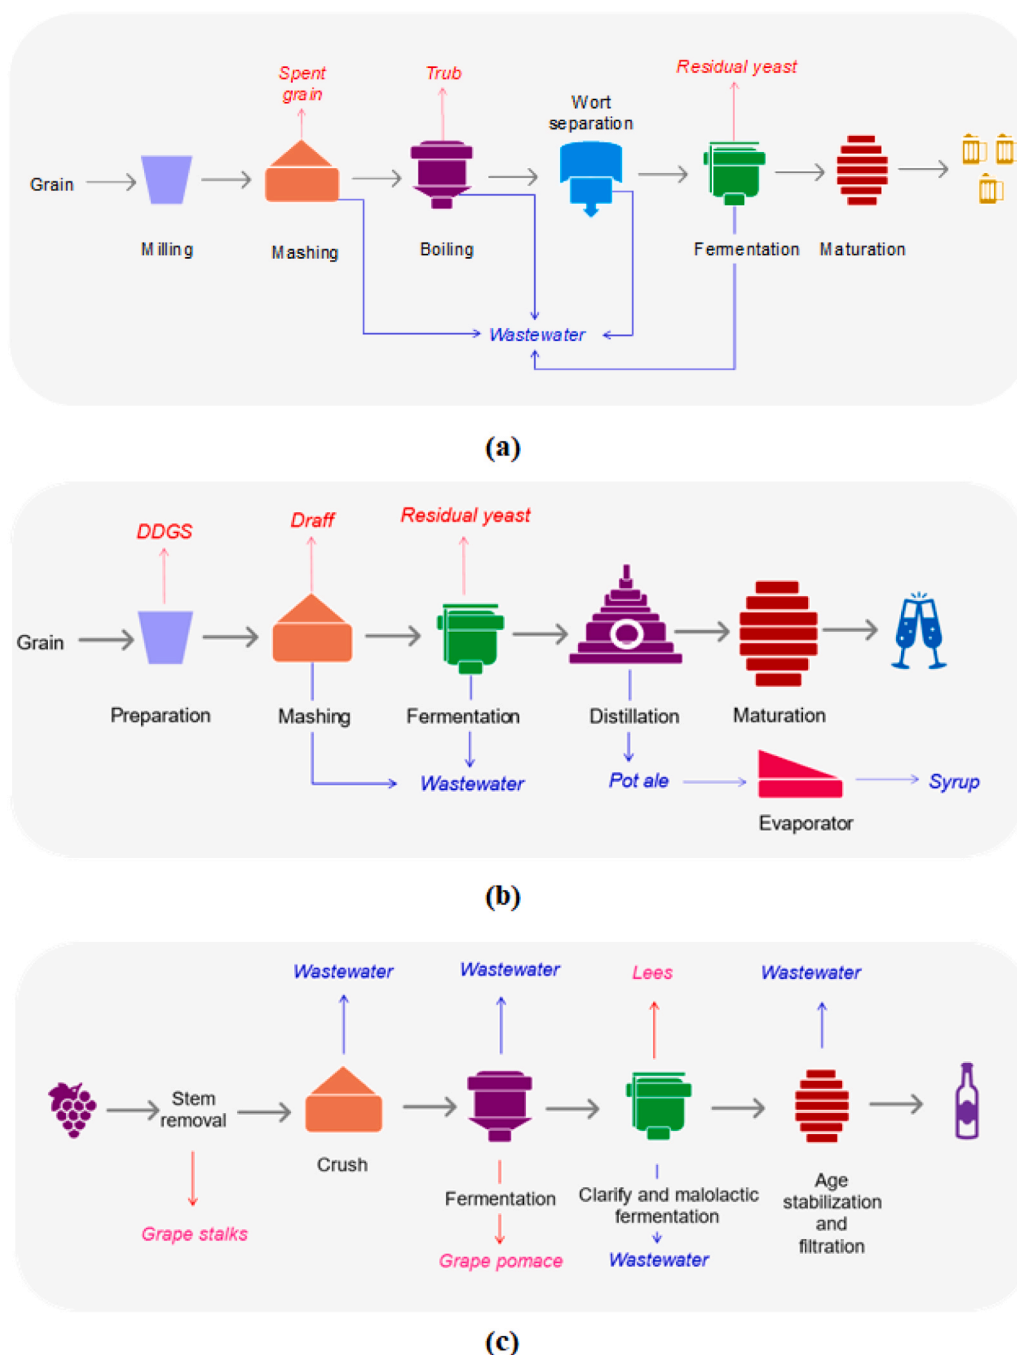 Spent
grain
Trub
Residual yeast
Wort
separation
Grain
Milling
Mashing
Boiling
Fermentation
Maturation
Wastewater
(a)
DDGS
Draff
Residual yeast
Grain
Preparation
Mashing
Fermentation
Distillation
Maturation
Wastewater
Pot ale
Syrup
Evaporator
(b)
Wastewater
Wastewater
Lees
Wastewater
Stem
removal
Crush
Fermentation
Clarify and malolactic
fermentation
Age
stabilization
and
filtration
Grape stalks
Grape pomace
Wastewater
(c)